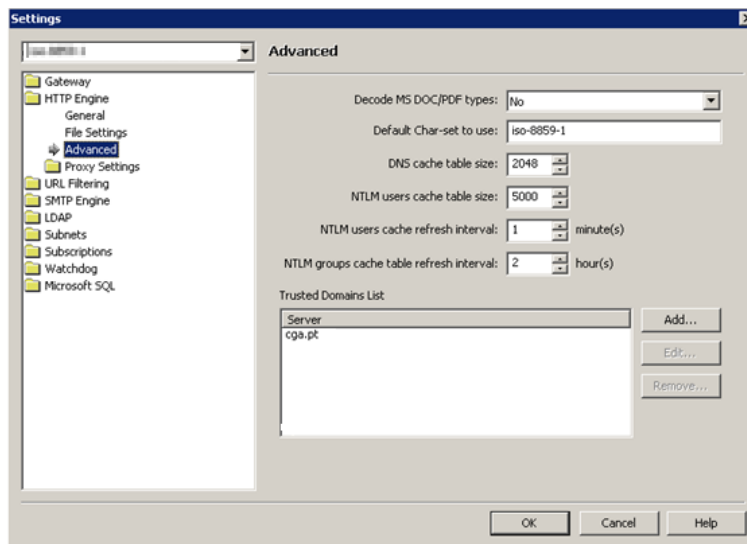 Settings
Advanced
Gateway
HTTP Engine
General
File Settings
Advanced
Proxy Settings
URL Filtering
SMTP Engine
LDAP
Subnets
Subscriptions
Watchdog
Microsoft SQL
Decode MS DOC/PDF types: No
Default Char-set to use: iso-8859-1
DNS cache table size: 2048
NTLM users cache table size: 5000
NTLM users cache refresh interval: 1 minute(s)
NTLM groups cache table refresh interval: 2 hour(s)
Trusted Domains List
Server
cga.pt
Add...
Edit...
Remove...
OK Cancel Help